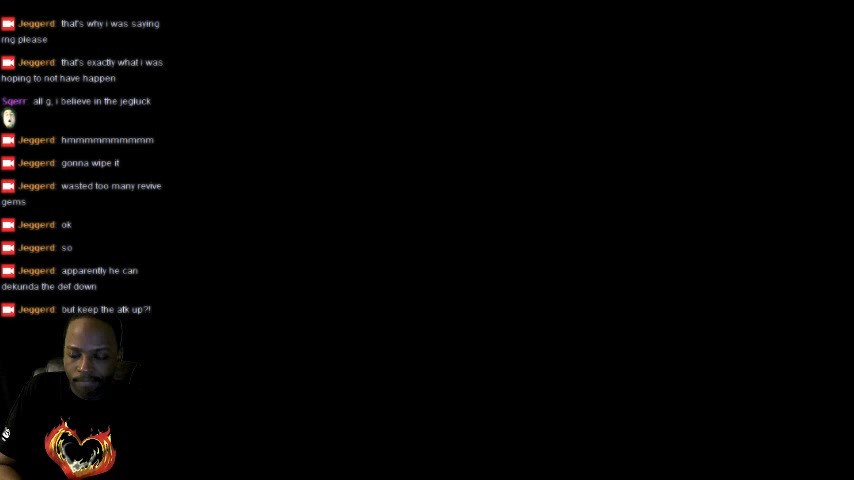 Jeggerd: that's why i was saying
rng please
Jeggerd: that's exactly what i was
hoping to not have happen
Sgerr: all g, i believe in the jegluck
Jeggerd: hmmmmmmmmmm
Jeggerd: gonna wipe it
Jeggerd: wasted too many revive
gems
Jeggerd: ok
Jeggerd: so
Jeggerd: apparently he can
dekunda the def down
Jeggerd: but keep the atk up?!